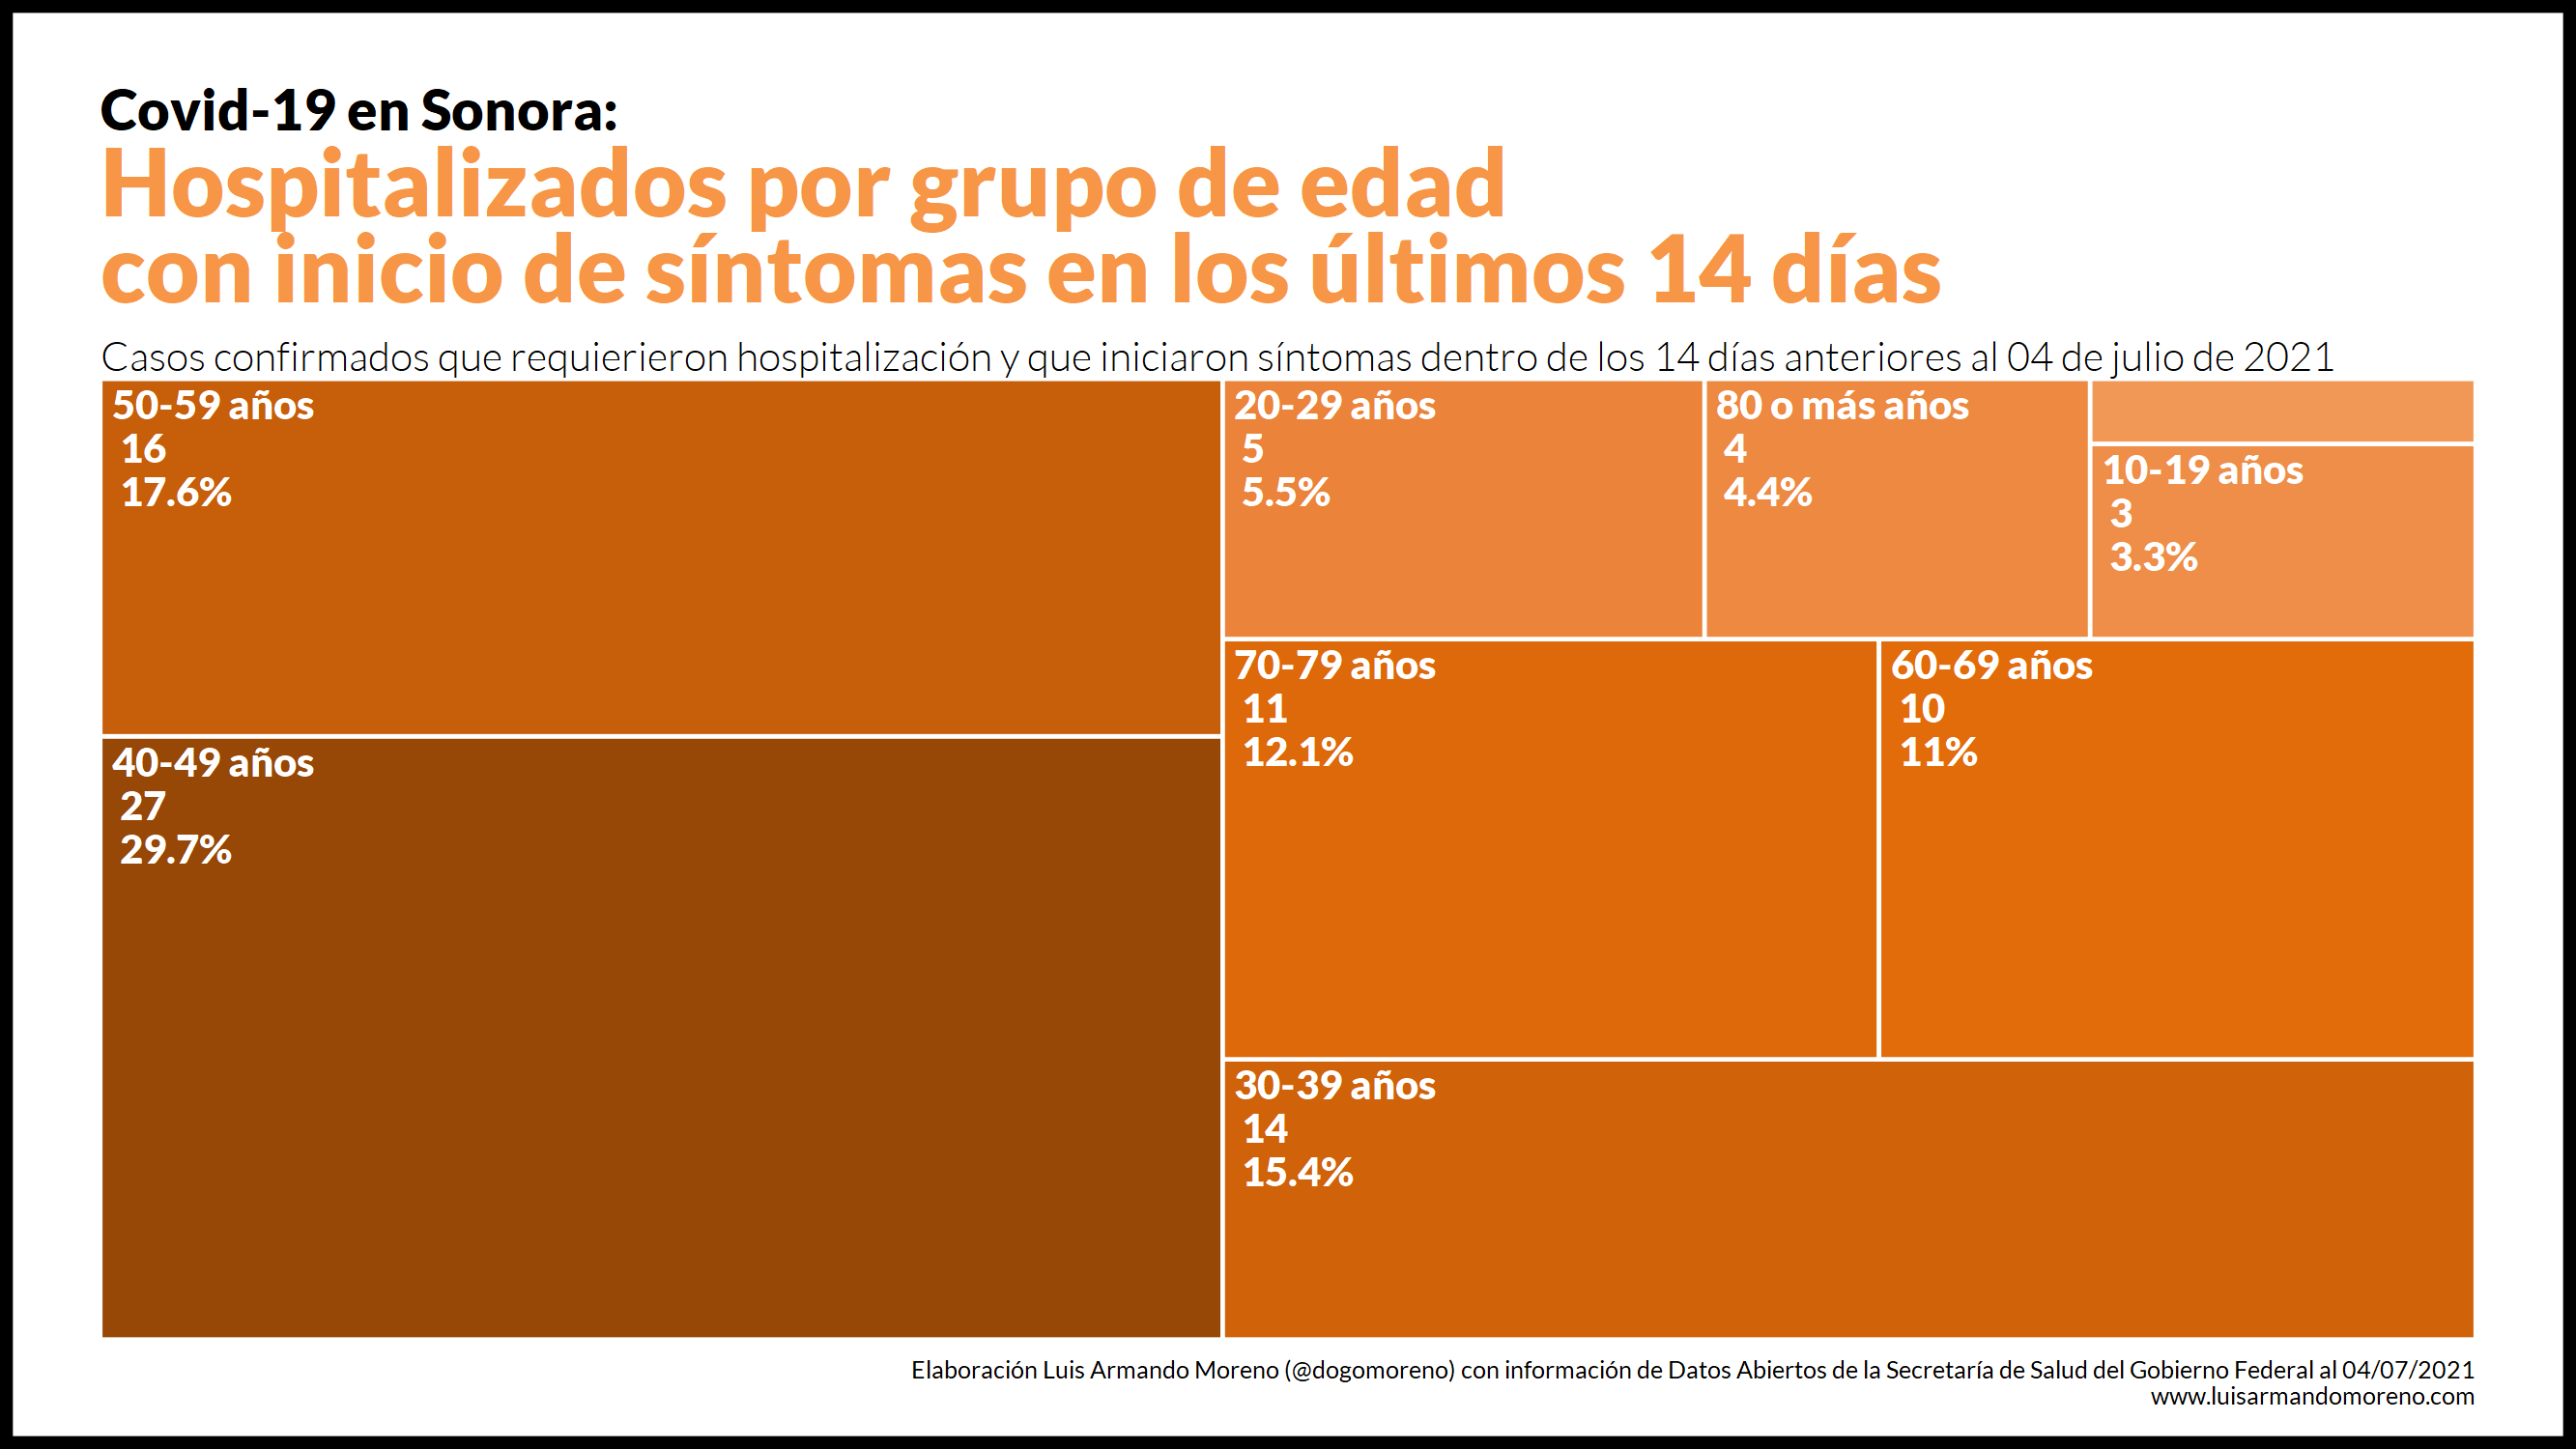 Covid-19 en Sonora:
Hospitalizados por grupo de edad
con inicio de síntomas en los últimos 14 días
Casos confirmados que requierieron hospitalización y que iniciaron síntomas dentro de los 14 días anteriores al 04 de julio de 2021
50-59 años
16
17.6%
40-49 años
27
29.7%
20-29 años
5
5.5%
80 o más años
4
4.4%
10-19 años
3
3.3%
70-79 años
11
12.1%
60-69 años
10
11%
30-39 años
14
15.4%
Elaboración Luis Armando Moreno (@dogomoreno) con información de Datos Abiertos de la Secretaría de Salud del Gobierno Federal al 04/07/2021
www.luisarmandomoreno.com